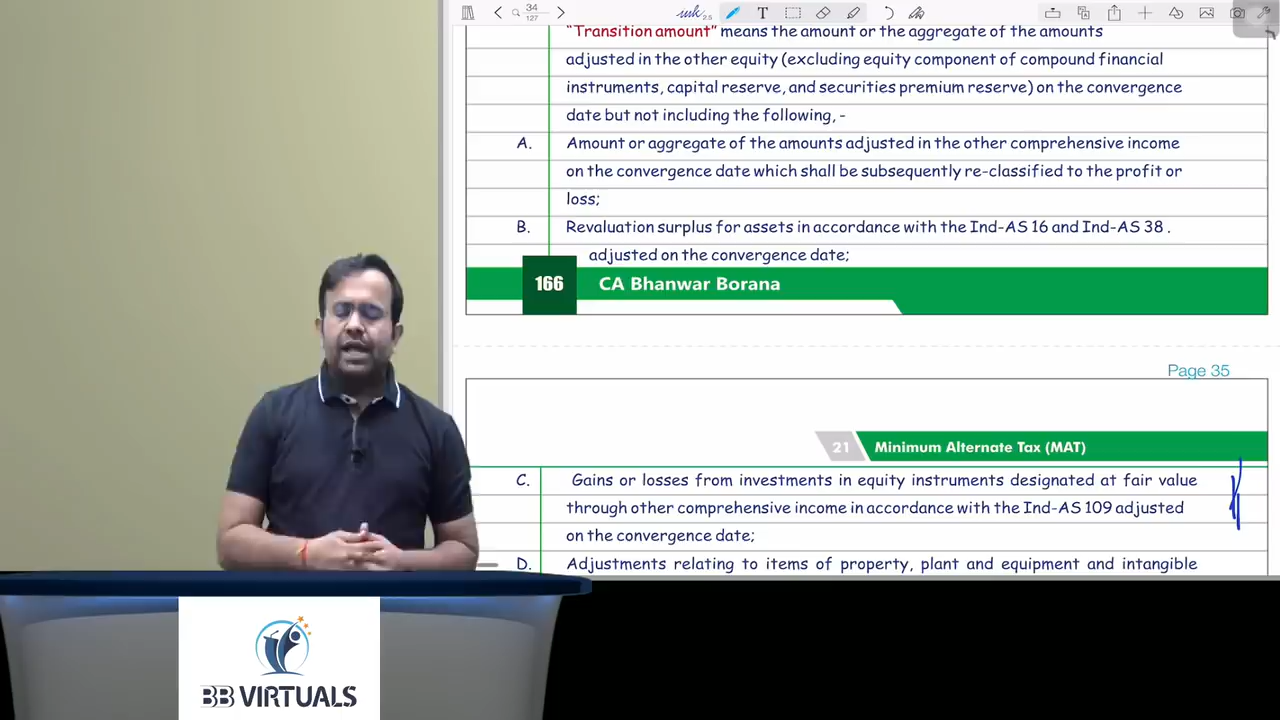 34
127
ink 2.5
T
"Transition amount" means the amount or the aggregate of the amounts
adjusted in the other equity (excluding equity component of compound financial
instruments, capital reserve, and securities premium reserve) on the convergence
date but not including the following, -
A. Amount or aggregate of the amounts adjusted in the other comprehensive income
on the convergence date which shall be subsequently re-classified to the profit or
loss;
B. Revaluation surplus for assets in accordance with the Ind-AS 16 and Ind-AS 38 .
adjusted on the convergence date;
166 CA Bhanwar Borana
Page 35
21 Minimum Alternate Tax (MAT)
C. Gains or losses from investments in equity instruments designated at fair value
through other comprehensive income in accordance with the Ind-AS 109 adjusted
on the convergence date;
D. Adjustments relating to items of property, plant and equipment and intangible
BB VIRTUALS